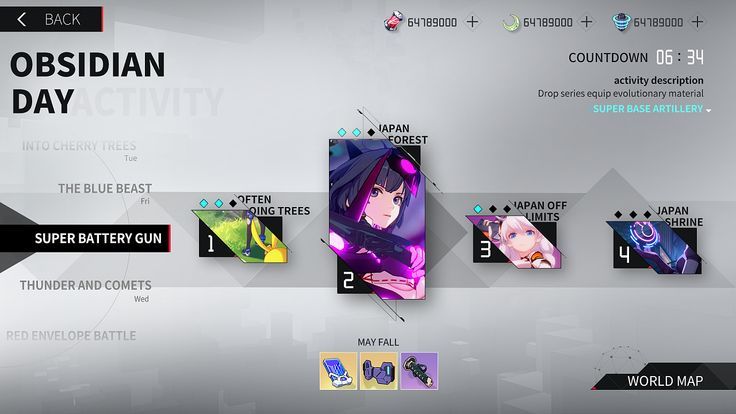 BACK
64789000
64789000
64789000
OBSIDIAN
DAY
ACTIVITY
COUNTDOWN 06 : 34
activity description
Drop series equip evolutionary material
SUPER BASE ARTILLERY
INTO CHERRY TREES
Tue
THE BLUE BEAST
Fri
SUPER BATTERY GUN
THUNDER AND COMETS
Wed
RED ENVELOPE BATTLE
OFTEN
DING TREES
1
JAPAN
FOREST
2
JAPAN OFF
LIMITS
3
JAPAN
SHRINE
4
MAY FALL
WORLD MAP